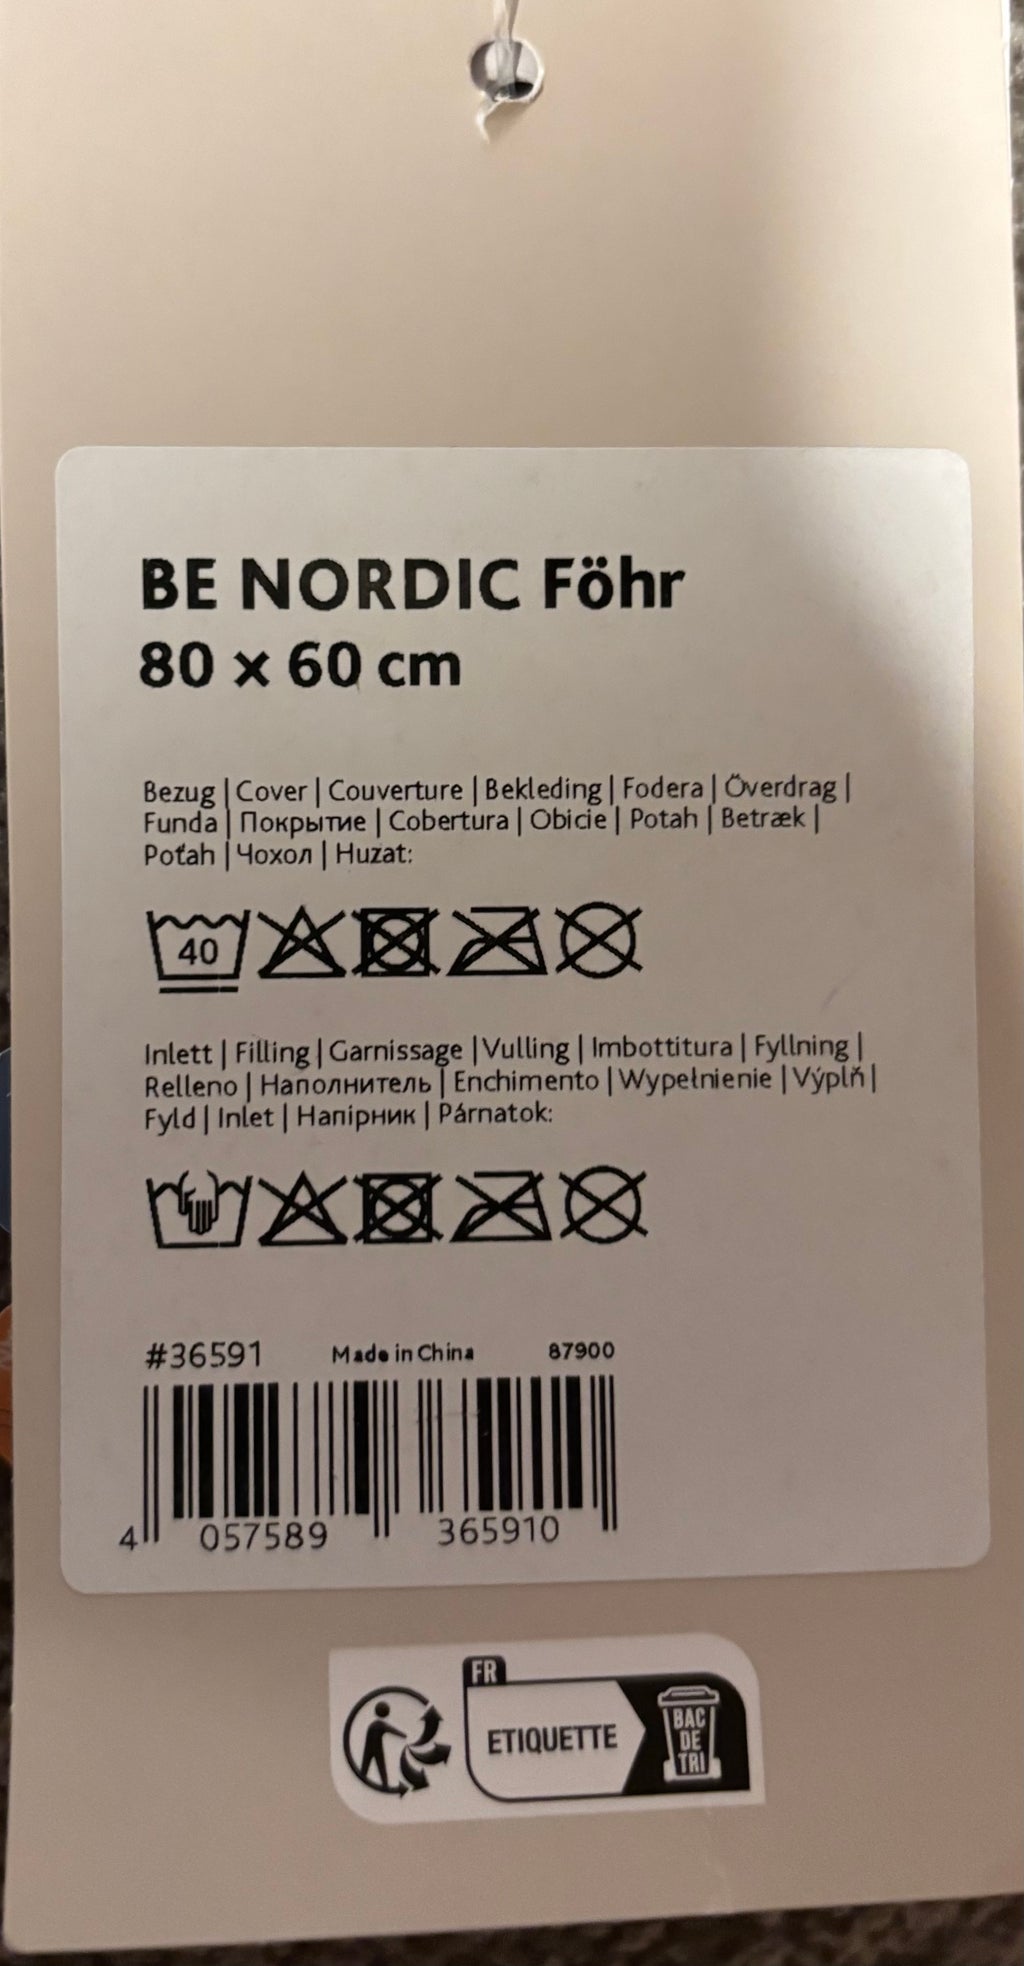 BE NORDIC Föhr
80 x 60 cm
Bezug | Cover | Couverture | Bekleding | Fodera | Överdrag |
Funda | Покрытие | Cobertura | Obicie | Potah | Betræk |
Poťah | Чохол | Huzat:
40
Inlett | Filling | Garnissage | Vulling | Imbottitura | Fyllning |
Relleno | Наполнитель | Enchimento | Wypełnienie | Výplň |
Fyld | Inlet | Напірник | Párnatok:
#36591 Made in China 87900
4 057589 365910
FR
ETIQUETTE
BAC
DE
TRI